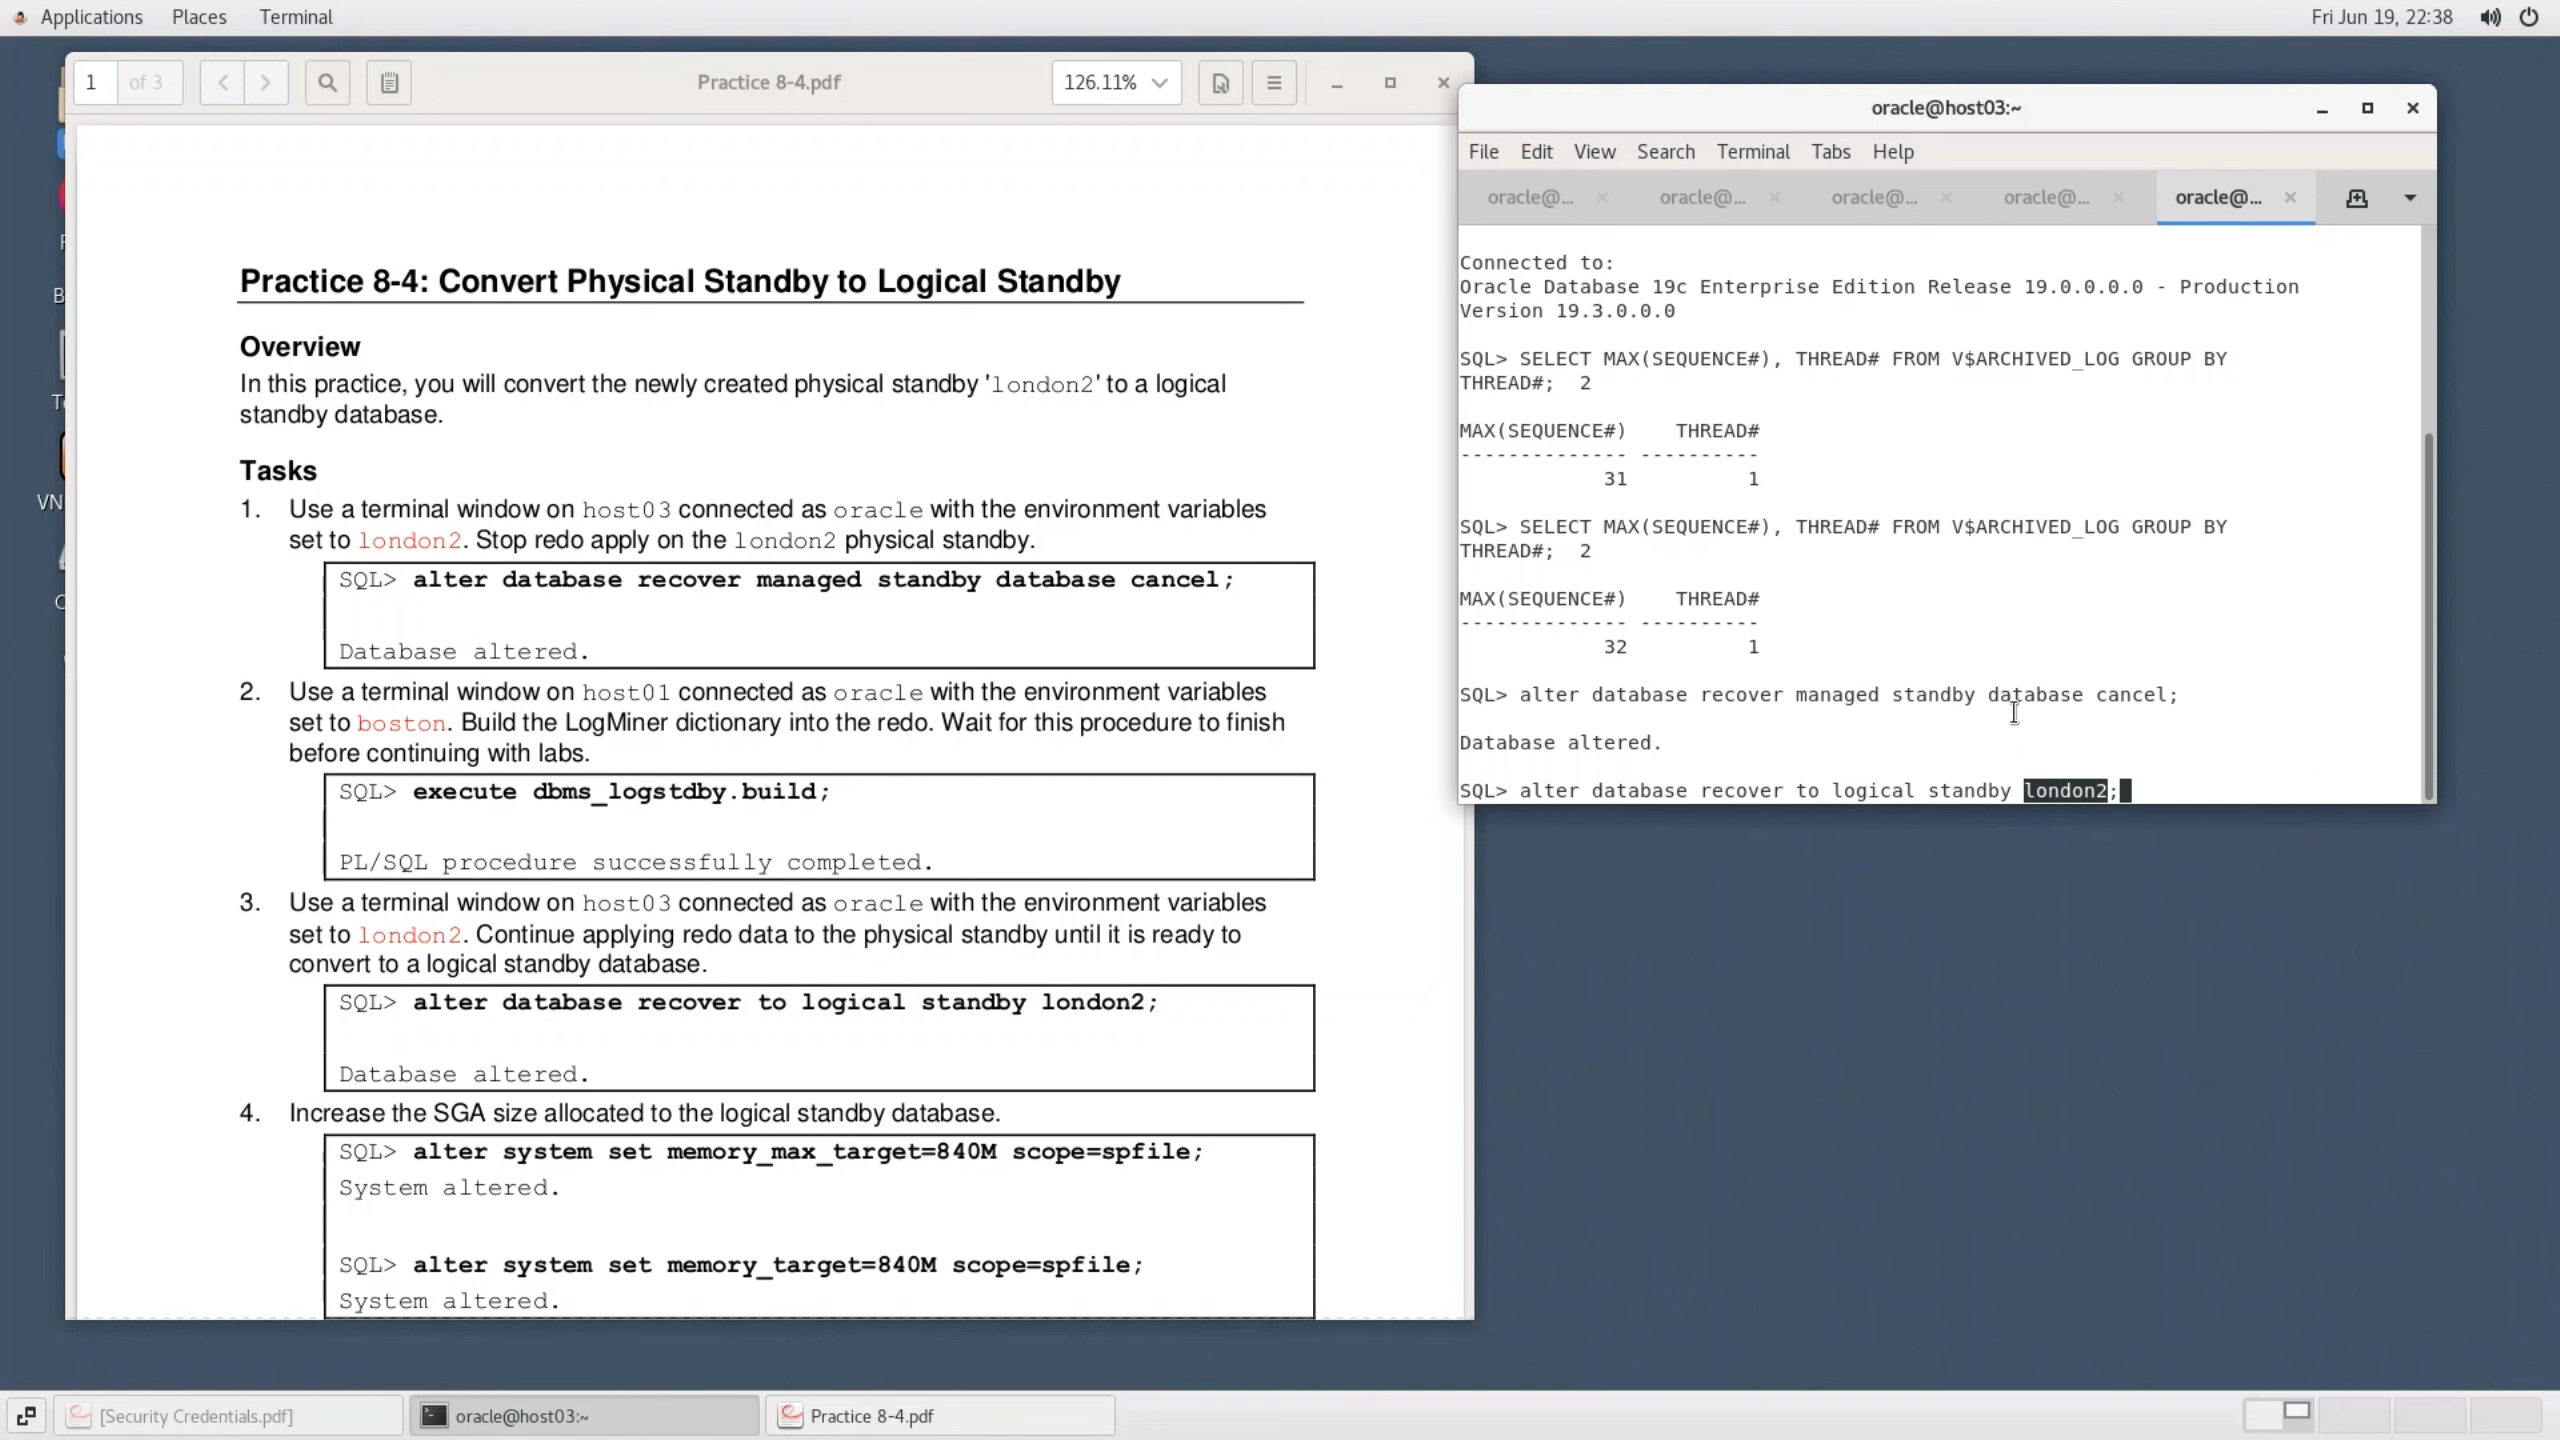 Applications Places Terminal
Fri Jun 19, 22:38
1 of 3
Practice 8-4.pdf
126.11%
Practice 8-4: Convert Physical Standby to Logical Standby
Overview
In this practice, you will convert the newly created physical standby 'london2' to a logical
standby database.
Tasks
1. Use a terminal window on host03 connected as oracle with the environment variables
set to london2. Stop redo apply on the london2 physical standby.
SQL> alter database recover managed standby database cancel;
Database altered.
2. Use a terminal window on host01 connected as oracle with the environment variables
set to boston. Build the LogMiner dictionary into the redo. Wait for this procedure to finish
before continuing with labs.
SQL> execute dbms_logstdby.build;
PL/SQL procedure successfully completed.
3. Use a terminal window on host03 connected as oracle with the environment variables
set to london2. Continue applying redo data to the physical standby until it is ready to
convert to a logical standby database.
SQL> alter database recover to logical standby london2;
Database altered.
4. Increase the SGA size allocated to the logical standby database.
SQL> alter system set memory_max_target=840M scope=spfile;
System altered.
SQL> alter system set memory_target=840M scope=spfile;
System altered.
oracle@host03:~
File Edit View Search Terminal Tabs Help
oracle@... oracle@... oracle@... oracle@... oracle@...
Connected to:
Oracle Database 19c Enterprise Edition Release 19.0.0.0.0 - Production
Version 19.3.0.0.0
SQL> SELECT MAX(SEQUENCE#), THREAD# FROM V$ARCHIVED_LOG GROUP BY
THREAD#;  2
MAX(SEQUENCE#)    THREAD#
-------------- ----------
31          1
SQL> SELECT MAX(SEQUENCE#), THREAD# FROM V$ARCHIVED_LOG GROUP BY
THREAD#;  2
MAX(SEQUENCE#)    THREAD#
-------------- ----------
32          1
SQL> alter database recover managed standby database cancel;
Database altered.
SQL> alter database recover to logical standby london2;
VN
[Security Credentials.pdf]
oracle@host03:~
Practice 8-4.pdf